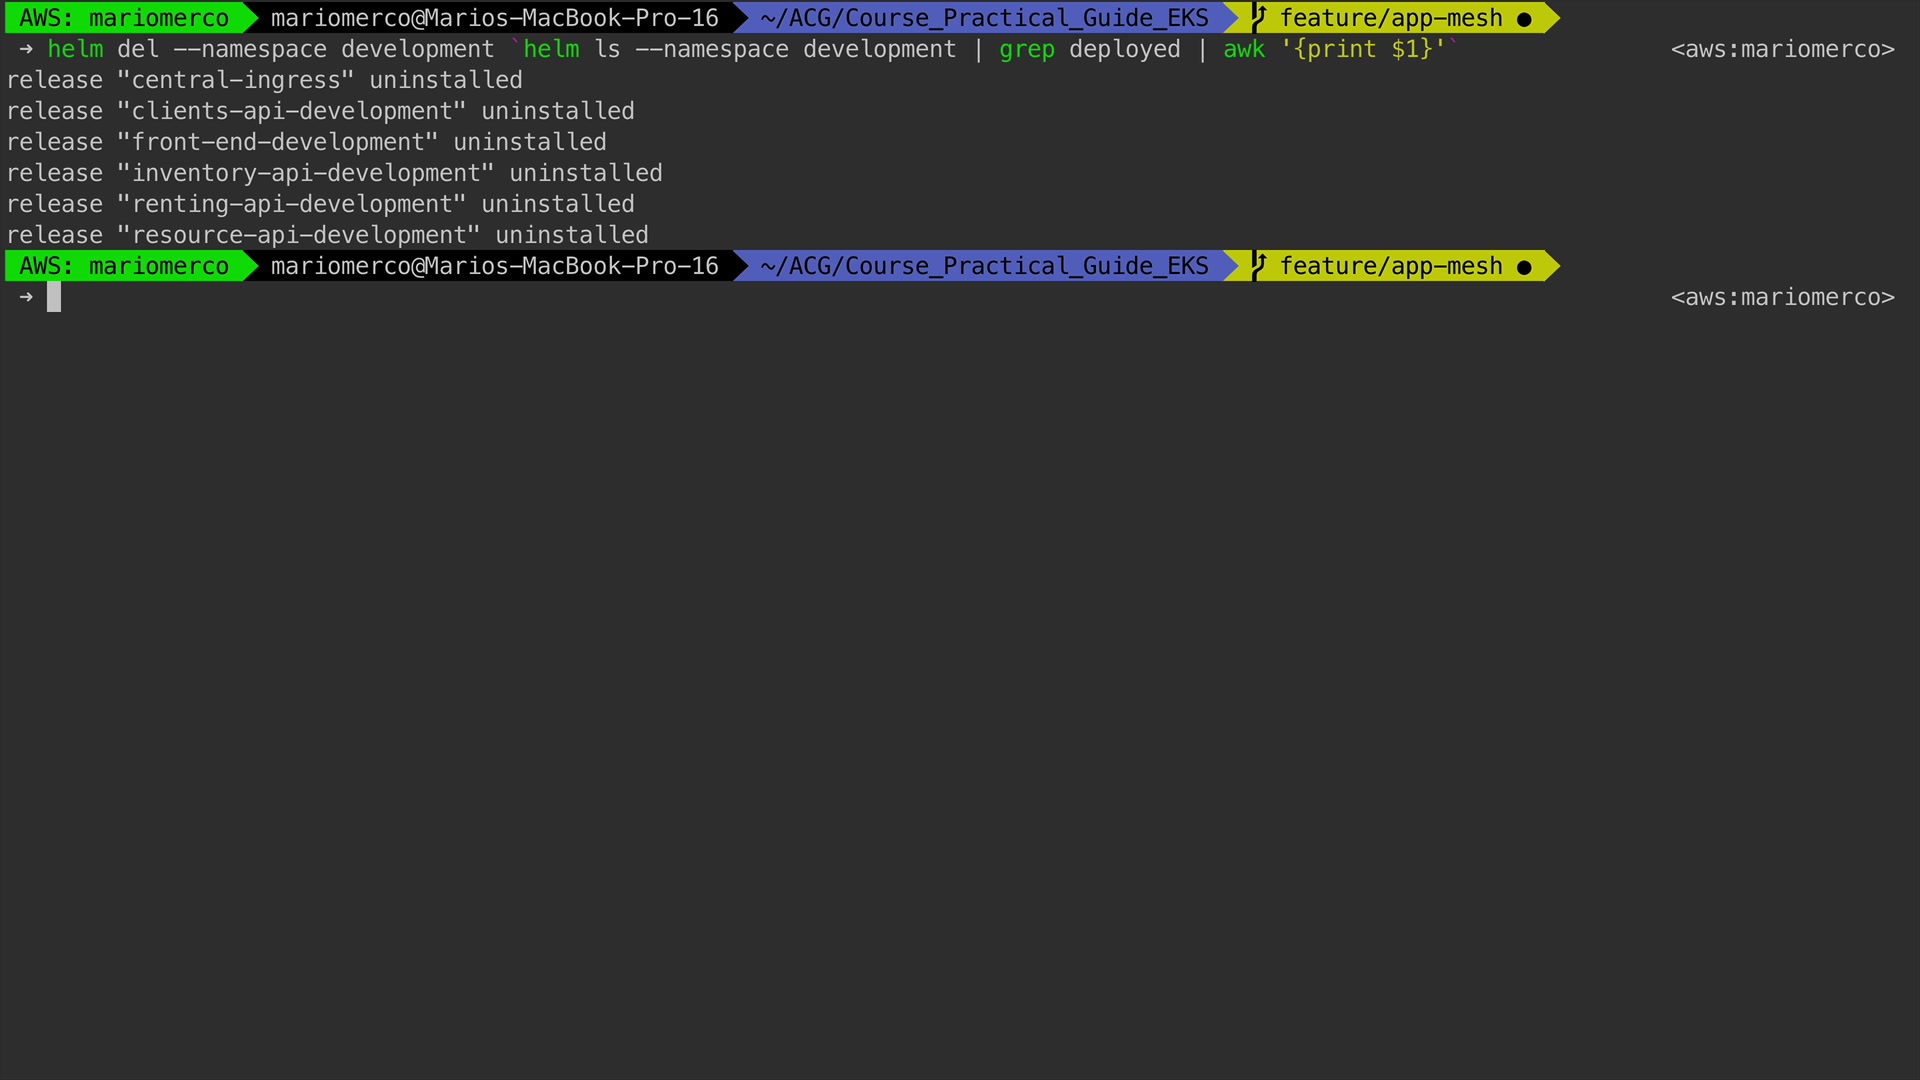 AWS: mariomerco mariomerco@Marios-MacBook-Pro-16 ~/ACG/Course_Practical_Guide_EKS feature/app-mesh ●
→ helm del --namespace development `helm ls --namespace development | grep deployed | awk '{print $1}'` <aws:mariomerco>
release "central-ingress" uninstalled
release "clients-api-development" uninstalled
release "front-end-development" uninstalled
release "inventory-api-development" uninstalled
release "renting-api-development" uninstalled
release "resource-api-development" uninstalled
AWS: mariomerco mariomerco@Marios-MacBook-Pro-16 ~/ACG/Course_Practical_Guide_EKS feature/app-mesh ●
→ <aws:mariomerco>